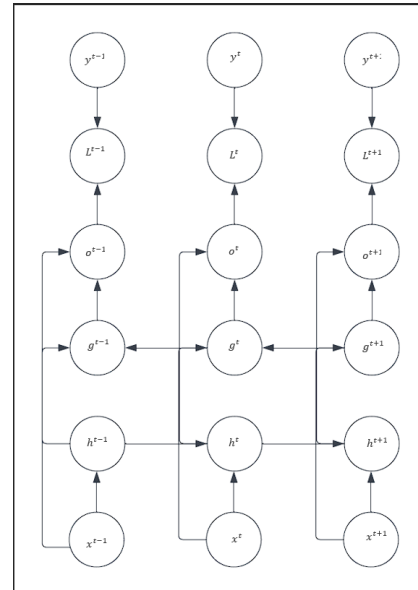 y^{t-1} y^{t} y^{t+1}
L^{t-1} L^{t} L^{t+1}
o^{t-1} o^{t} o^{t+1}
g^{t-1} g^{t} g^{t+1}
h^{t-1} h^{t} h^{t+1}
x^{t-1} x^{t} x^{t+1}